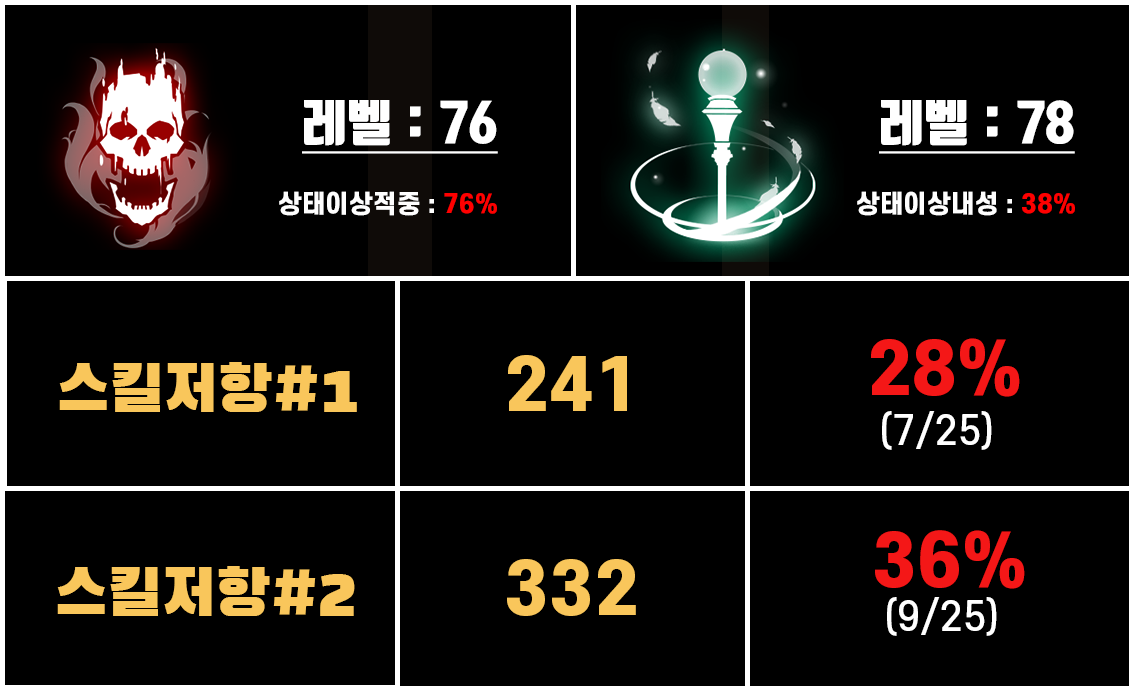 레벨 : 76
상태이상적중 : 76%
레벨 : 78
상태이상내성 : 38%
스킬저항#1
241
28%
(7/25)
스킬저항#2
332
36%
(9/25)